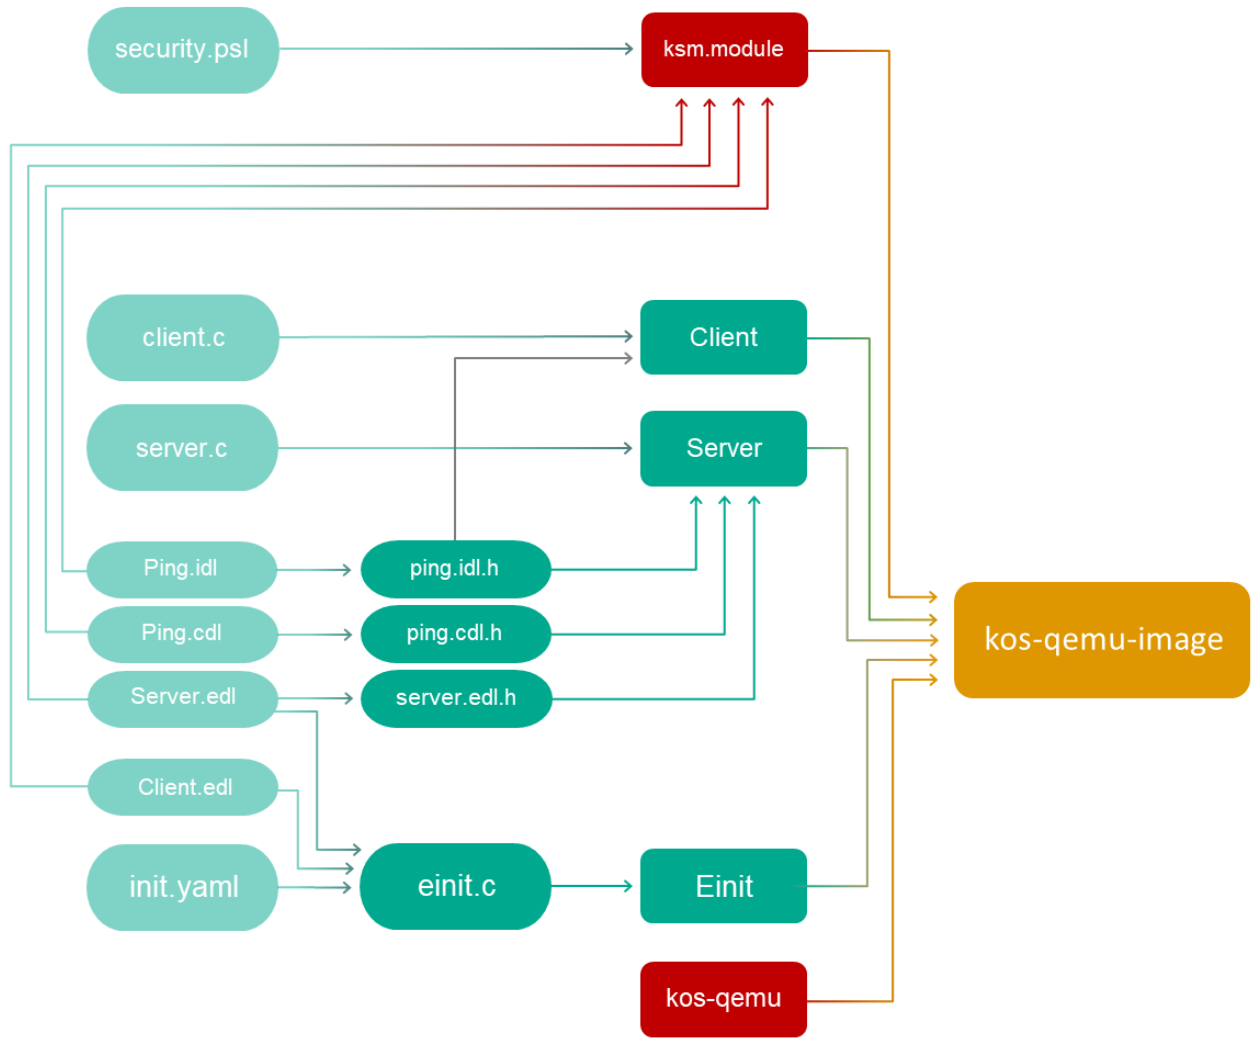 security.psl
ksm.module
client.c
Client
server.c
Server
Ping.idl
ping.idl.h
Ping.cdl
ping.cdl.h
kos-qemu-image
Server.edl
server.edl.h
Client.edl
init.yaml
einit.c
Einit
kos-qemu